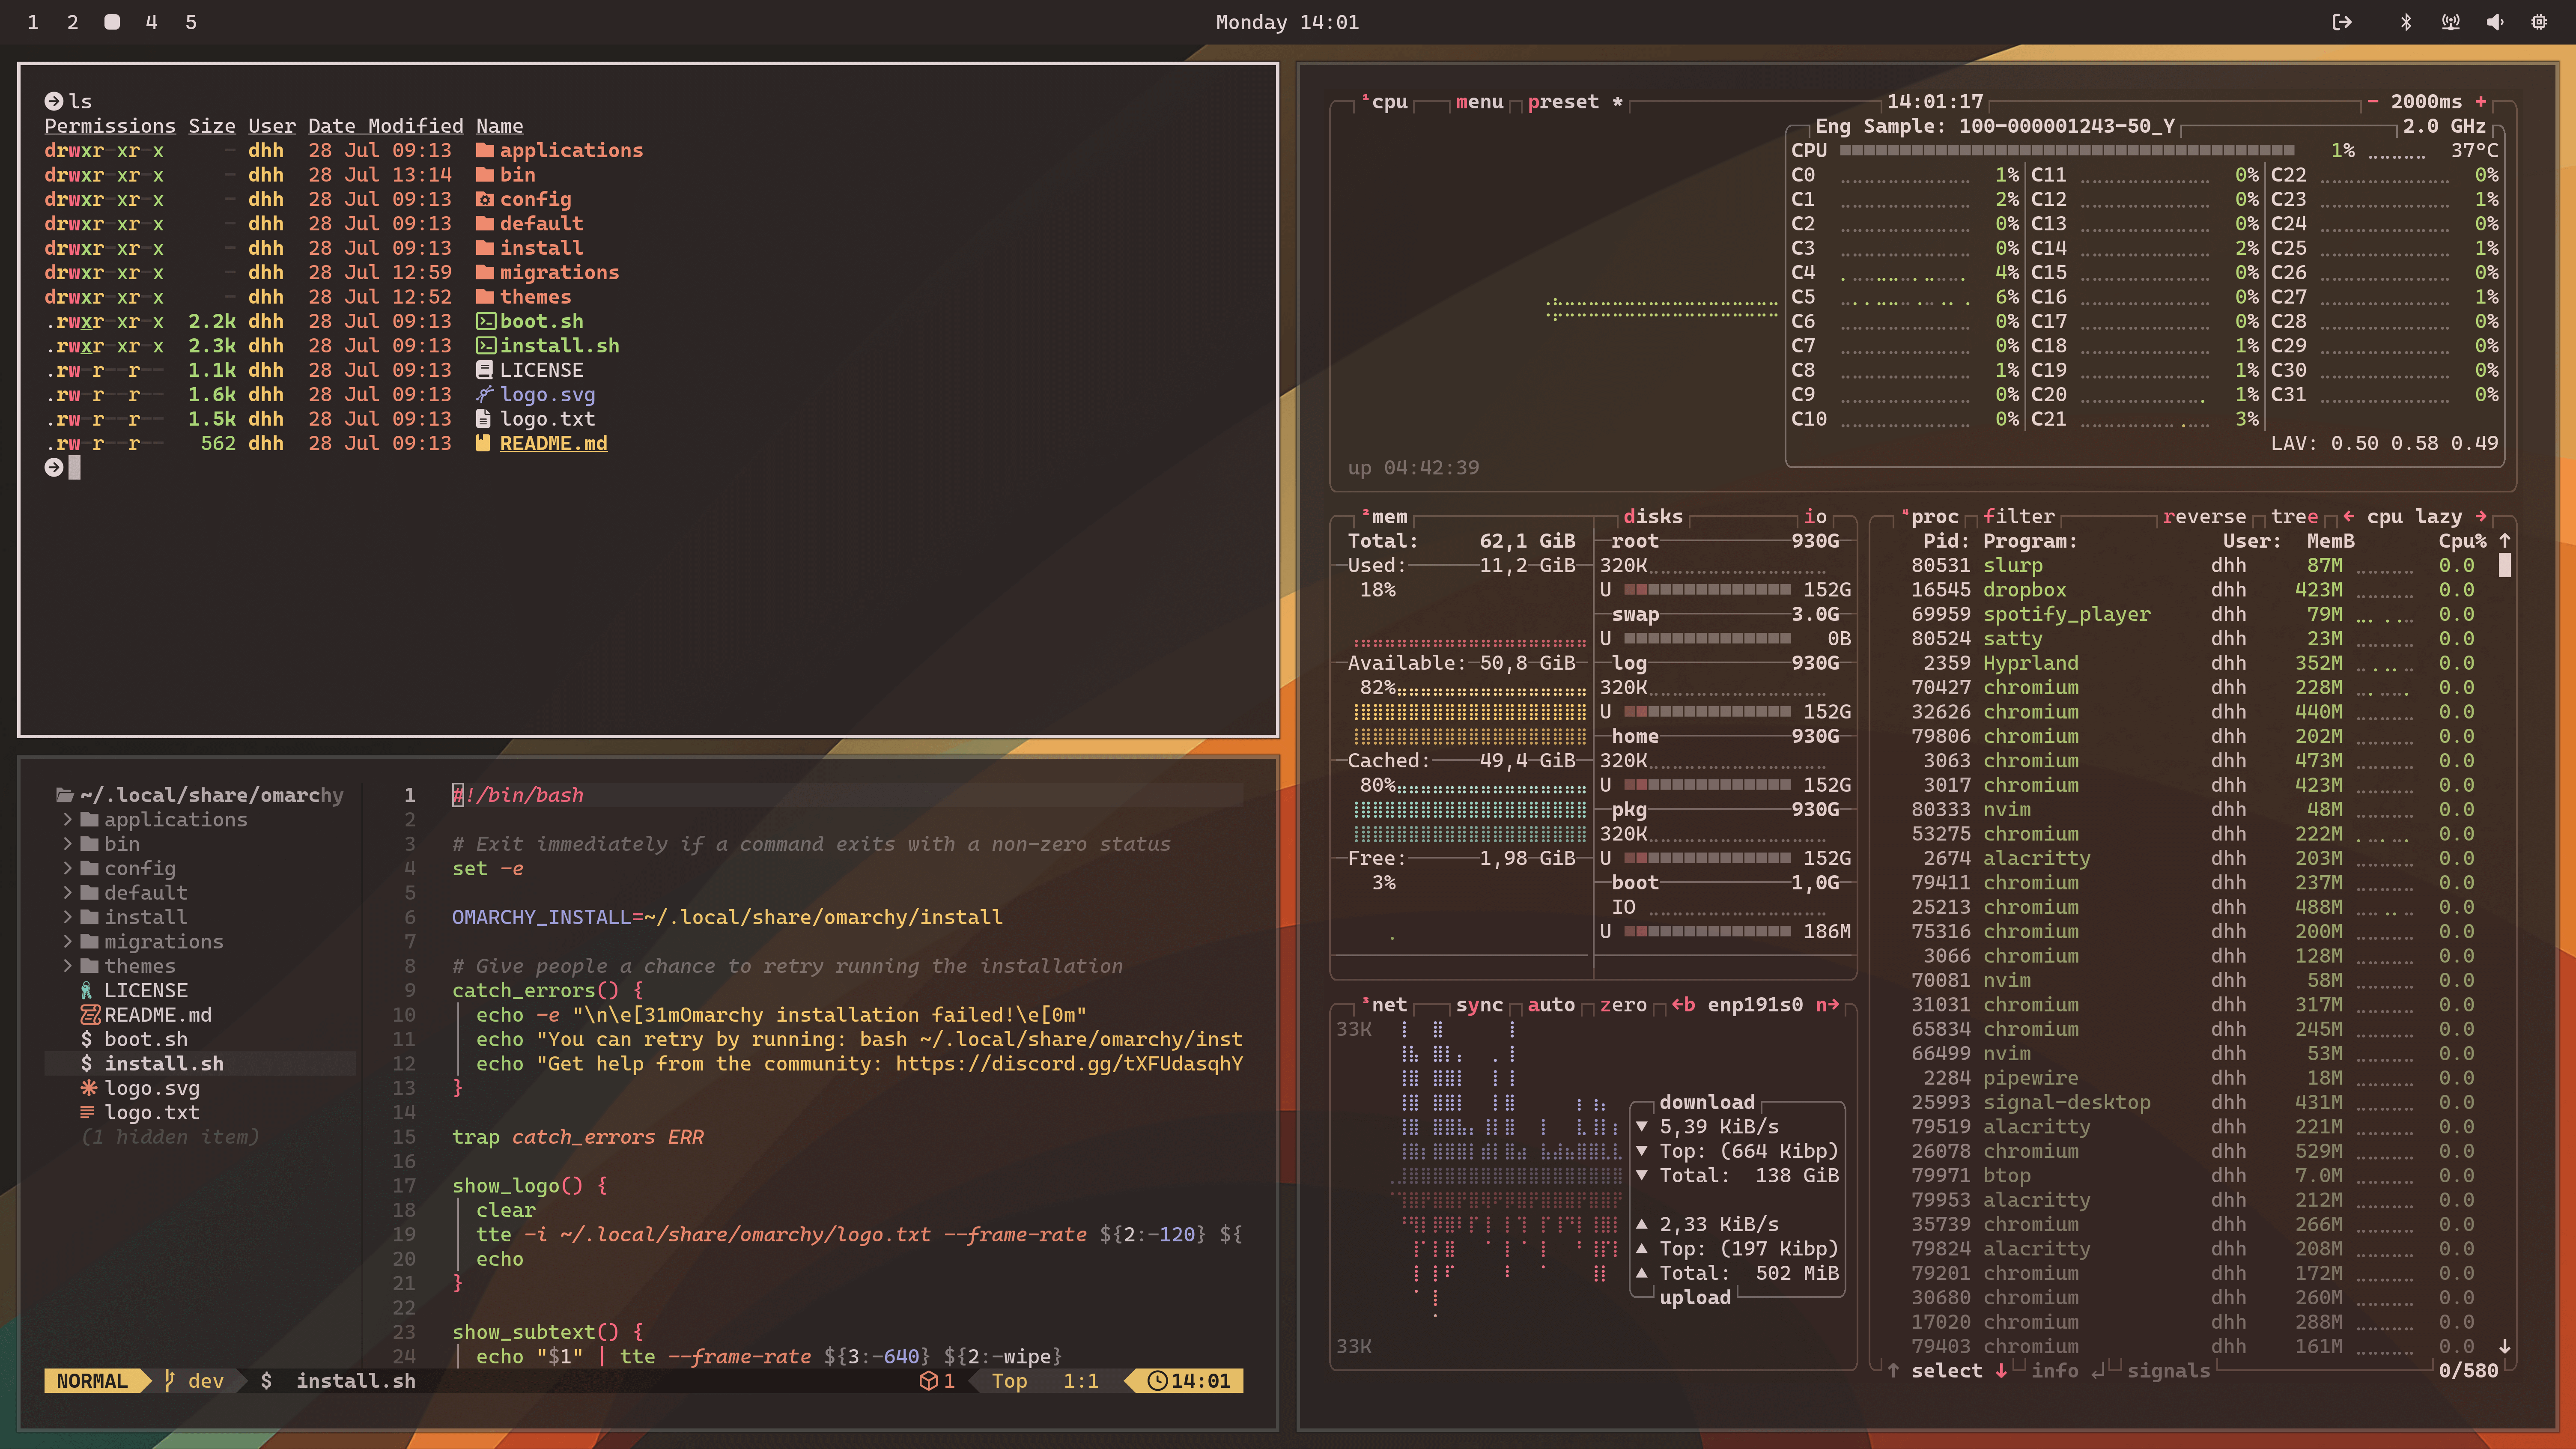 1 2 4 5 Monday 14:01
ls
Permissions Size User Date Modified Name
drwxr-xr-x - dhh 28 Jul 09:13 applications
drwxr-xr-x - dhh 28 Jul 13:14 bin
drwxr-xr-x - dhh 28 Jul 09:13 config
drwxr-xr-x - dhh 28 Jul 09:13 default
drwxr-xr-x - dhh 28 Jul 09:13 install
drwxr-xr-x - dhh 28 Jul 12:59 migrations
drwxr-xr-x - dhh 28 Jul 12:52 themes
.rwxr-xr-x 2.2k dhh 28 Jul 09:13 boot.sh
.rwxr-xr-x 2.3k dhh 28 Jul 09:13 install.sh
.rw-r--r-- 1.1k dhh 28 Jul 09:13 LICENSE
.rw-r--r-- 1.6k dhh 28 Jul 09:13 logo.svg
.rw-r--r-- 1.5k dhh 28 Jul 09:13 logo.txt
.rw-r--r-- 562 dhh 28 Jul 09:13 README.md
~/.local/share/omarchy
applications
bin
config
default
install
migrations
themes
LICENSE
README.md
$ boot.sh
$ install.sh
logo.svg
logo.txt
(1 hidden item)
1 #!/bin/bash
2
3 # Exit immediately if a command exits with a non-zero status
4 set -e
5
6 OMARCHY_INSTALL=~/.local/share/omarchy/install
7
8 # Give people a chance to retry running the installation
9 catch_errors() {
10 echo -e "\n\e[31mOmarchy installation failed!\e[0m"
11 echo "You can retry by running: bash ~/.local/share/omarchy/inst
12 echo "Get help from the community: https://discord.gg/tXFUdasqhY
13 }
14
15 trap catch_errors ERR
16
17 show_logo() {
18 clear
19 tte -i ~/.local/share/omarchy/logo.txt --frame-rate ${2:-120} ${
20 echo
21 }
22
23 show_subtext() {
24 echo "$1" | tte --frame-rate ${3:-640} ${2:-wipe}
NORMAL dev $ install.sh 1 Top 1:1 14:01
¹cpu menu preset * 14:01:17 - 2000ms +
Eng Sample: 100-000001243-50_Y 2.0 GHz
CPU 1% 37°C
C0 1% C11 0% C22 0%
C1 2% C12 0% C23 1%
C2 0% C13 0% C24 0%
C3 0% C14 2% C25 1%
C4 4% C15 0% C26 0%
C5 6% C16 0% C27 1%
C6 0% C17 0% C28 0%
C7 0% C18 1% C29 0%
C8 1% C19 1% C30 0%
C9 0% C20 1% C31 0%
C10 0% C21 3%
LAV: 0.50 0.58 0.49
up 04:42:39
²mem
Total: 62,1 GiB
Used: 11,2 GiB
18%
Available: 50,8 GiB
82%
Cached: 49,4 GiB
80%
Free: 1,98 GiB
3%
disks io
root 930G
320K
U 152G
swap 3.0G
U 0B
log 930G
320K
U 152G
home 930G
320K
U 152G
pkg 930G
320K
U 152G
boot 1,0G
IO
U 186M
³net sync auto zero ←b enp191s0 n→
33K
download
▼ 5,39 KiB/s
▼ Top: (664 Kibp)
▼ Total: 138 GiB
▲ 2,33 KiB/s
▲ Top: (197 Kibp)
▲ Total: 502 MiB
upload
33K
⁴proc filter reverse tree ← cpu lazy →
Pid: Program: User: MemB Cpu% ↑
80531 slurp dhh 87M 0.0
16545 dropbox dhh 423M 0.0
69959 spotify_player dhh 79M 0.0
80524 satty dhh 23M 0.0
2359 Hyprland dhh 352M 0.0
70427 chromium dhh 228M 0.0
32626 chromium dhh 440M 0.0
79806 chromium dhh 202M 0.0
3063 chromium dhh 473M 0.0
3017 chromium dhh 423M 0.0
80333 nvim dhh 48M 0.0
53275 chromium dhh 222M 0.0
2674 alacritty dhh 203M 0.0
79411 chromium dhh 237M 0.0
25213 chromium dhh 488M 0.0
75316 chromium dhh 200M 0.0
3066 chromium dhh 128M 0.0
70081 nvim dhh 58M 0.0
31031 chromium dhh 317M 0.0
65834 chromium dhh 245M 0.0
66499 nvim dhh 53M 0.0
2284 pipewire dhh 18M 0.0
25993 signal-desktop dhh 431M 0.0
79519 alacritty dhh 221M 0.0
26078 chromium dhh 529M 0.0
79971 btop dhh 7.0M 0.0
79953 alacritty dhh 212M 0.0
35739 chromium dhh 266M 0.0
79824 alacritty dhh 208M 0.0
79201 chromium dhh 172M 0.0
30680 chromium dhh 260M 0.0
17020 chromium dhh 288M 0.0
79403 chromium dhh 161M 0.0 ↓
↑ select ↓ info ↵ signals 0/580